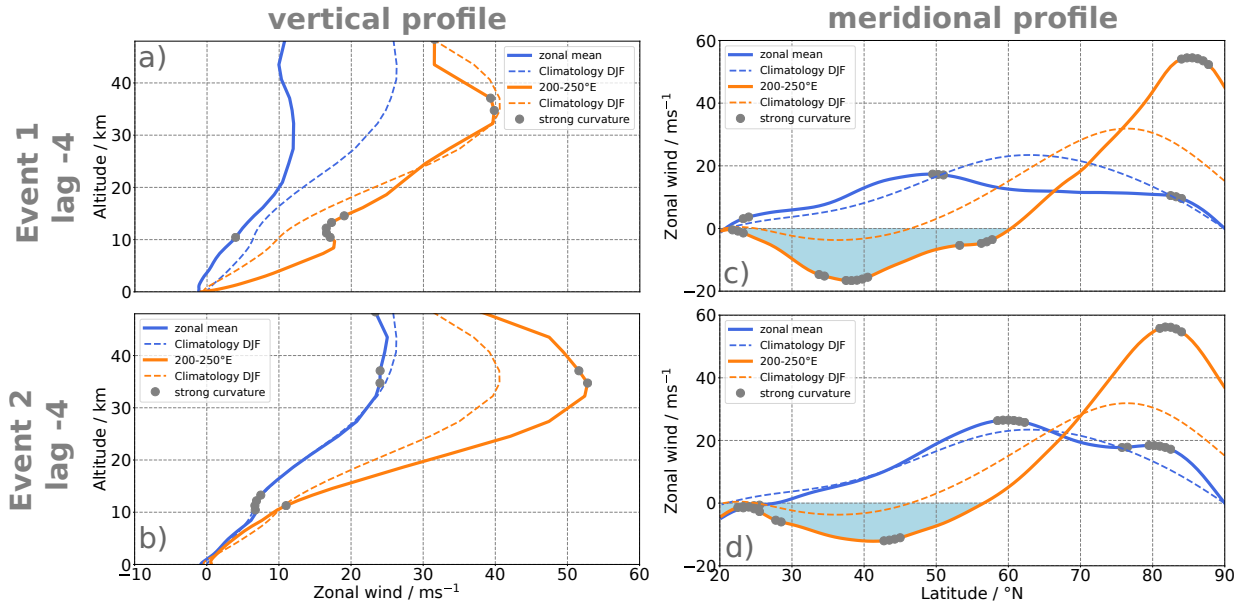 vertical profile
meridional profile
Event 1
lag -4
a)
Altitude / km
40
30
20
10
0
zonal mean
Climatology DJF
200-250°E
Climatology DJF
strong curvature
c)
Zonal wind / ms⁻¹
60
40
20
0
−20
zonal mean
Climatology DJF
200-250°E
Climatology DJF
strong curvature
Event 2
lag -4
b)
Altitude / km
40
30
20
10
0
zonal mean
Climatology DJF
200-250°E
Climatology DJF
strong curvature
−10 0 10 20 30 40 50 60
Zonal wind / ms⁻¹
d)
Zonal wind / ms⁻¹
60
40
20
0
−20
zonal mean
Climatology DJF
200-250°E
Climatology DJF
strong curvature
20 30 40 50 60 70 80 90
Latitude / °N